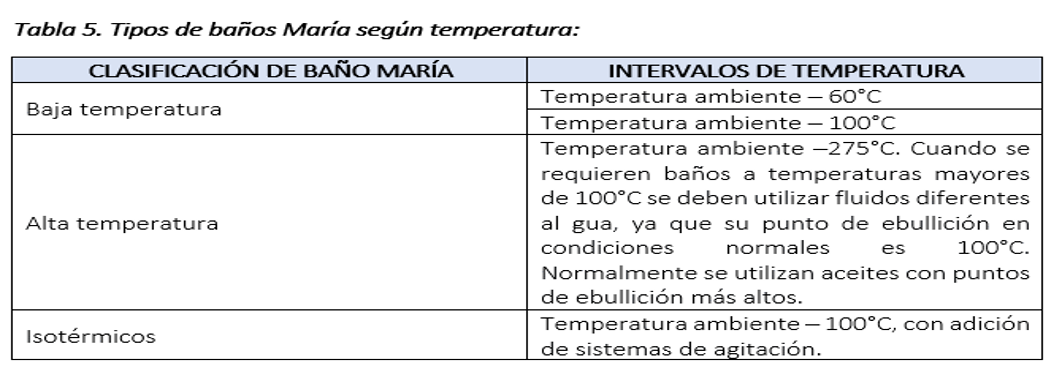 Tabla 5. Tipos de baños María según temperatura:
CLASIFICACIÓN DE BAÑO MARÍA
INTERVALOS DE TEMPERATURA
Baja temperatura
Temperatura ambiente – 60°C
Temperatura ambiente – 100°C
Alta temperatura
Temperatura ambiente –275°C. Cuando se
requieren baños a temperaturas mayores
de 100°C se deben utilizar fluidos diferentes
al gua, ya que su punto de ebullición en
condiciones normales es 100°C.
Normalmente se utilizan aceites con puntos
de ebullición más altos.
Isotérmicos
Temperatura ambiente – 100°C, con adición
de sistemas de agitación.